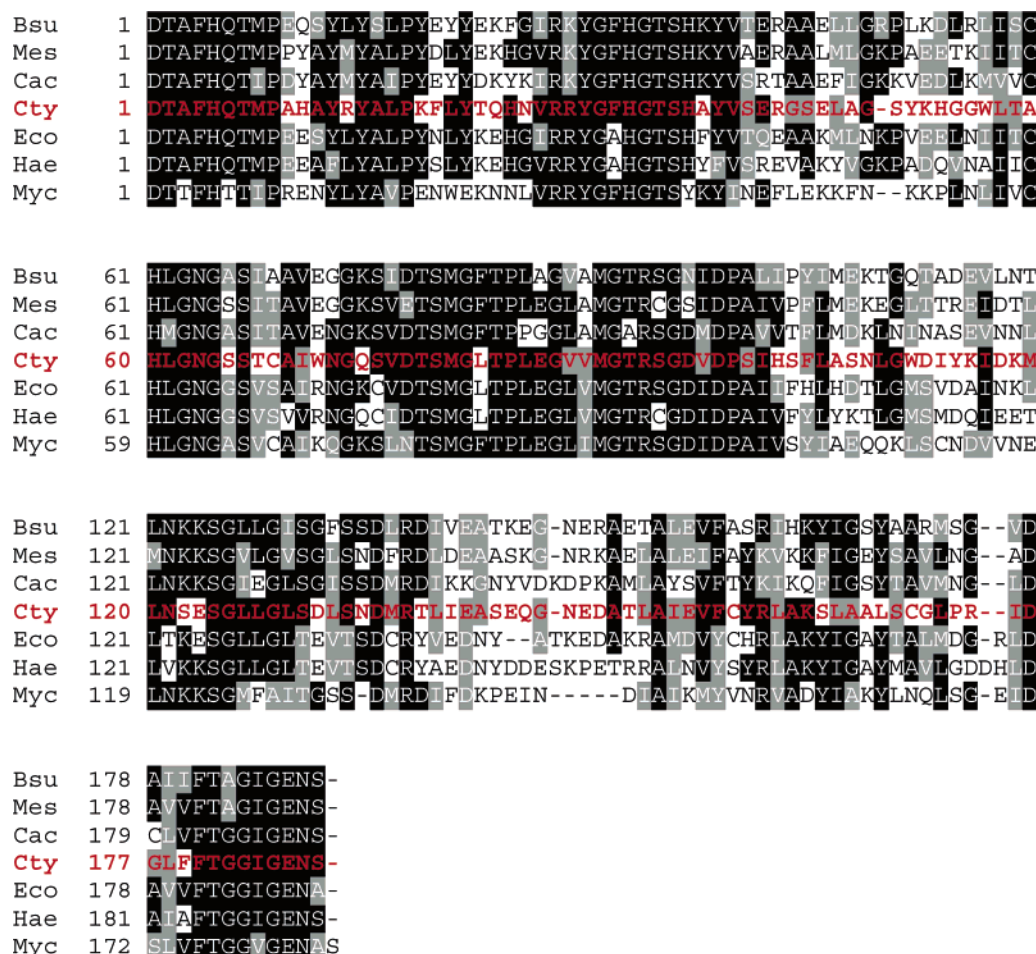 Bsu 1 DTAFHQTMPEQSYLYSLPYEYYEKFGIRKYGFHGTSHKYVTERAAELLGRPLKDLRLISC
Mes 1 DTAFHQTMPPYAYMYALPYDLYEKHGVRKYGFHGTSHKYVAERAALMLGKPAEETKIITC
Cac 1 DTAFHQTIPDYAYMYAIPYEYYDKYKIRKYGFHGTSHKYVSRTAAEFIGKKVEDLKMVVC
Cty 1 DTAFHQTMPAHAYRYALPKFLYTQHNVRRYGFHGTSHAYVSERGSELAG-SYKHGGWLTA
Eco 1 DTAFHQTMPEESYLYALPYNLYKEHGIRRYGAHGTSHFYVTQEAAKMLNKPVEELNIITC
Hae 1 DTAFHQTMPEEAFLYALPYSLYKEHGVRRYGAHGTSHYFVSREVAKYVGKPADQVNAIIC
Myc 1 DTTFHTTIPRENYLYAVPENWEKNNLVRRYGFHGTSYKYINEFLEKKFN--KKPLNLIVC
Bsu 61 HLGNGASIAAVEGGKSIDTSMGFTPLAGVAMGTRSGNIDPALIPYIMEKTGQTADEVLNT
Mes 61 HLGNGSSITAVEGGKSVETSMGFTPLEGLAMGTRCGSIDPAIVPFLMEKEGLTTREIDTL
Cac 61 HMGNGASITAVENGKSVDTSMGFTPPGGLAMGARSGDMDPAVVTFLMDKLNINASEVNNL
Cty 60 HLGNGSSTCAIWNGQSVDTSMGLTPLEGVVMGTRSGDVDPSIHSFLASNLGWDIYKIDKM
Eco 61 HLGNGGSVSAIRNGKCVDTSMGLTPLEGLVMGTRSGDIDPAIIFHLHDTLGMSVDAINKL
Hae 61 HLGNGGSVSVVRNGQCIDTSMGLTPLEGLVMGTRCGDIDPAIVFYLYKTLGMSMDQIEET
Myc 59 HLGNGASVCAIKQGKSLNTSMGFTPLEGLIMGTRSGDIDPAIVSYIAEQQKLSCNDVVNE
Bsu 121 LNKKSGLLGISGFSSDLRDIVEATKEG-NERAETALEVFASRIHKYIGSYAARMSG--VD
Mes 121 MNKKSGVLGVSGLSNDFRDLDEAASKG-NRKAELALEIFAYKVKKFIGEYSAVLNG--AD
Cac 121 LNKKSGIEGLSGISSDMRDIKKGNYVDKDPKAMLAYSVFTYKIKQFIGSYTAVMNG--LD
Cty 120 LNSESGLLGLSDLSNDMRTLIEASEQG-NEDATLAIEVFCYRLAKSLAALSCGLPR--ID
Eco 121 LTKESGLLGLTEVTSDCRYVEDNY--ATKEDAKRAMDVYCHRLAKYIGAYTALMDG-RLD
Hae 121 LVKKSGLLGLTEVTSDCRYAEDNYDDESKPETRRALNVYSYRLAKYIGAYMAVLGDDHLD
Myc 119 LNKKSGMFAITGSS-DMRDIFDKPEIN-----DIAIKMYVNRVADYIAKYLNQLSG-EID
Bsu 178 AIIFTAGIGENS-
Mes 178 AVVFTAGIGENS-
Cac 179 CLVFTGGIGENS-
Cty 177 GLFFTGGIGENS-
Eco 178 AVVFTGGIGENA-
Hae 181 AIAFTGGIGENS-
Myc 172 SLVFTGGVGENAS